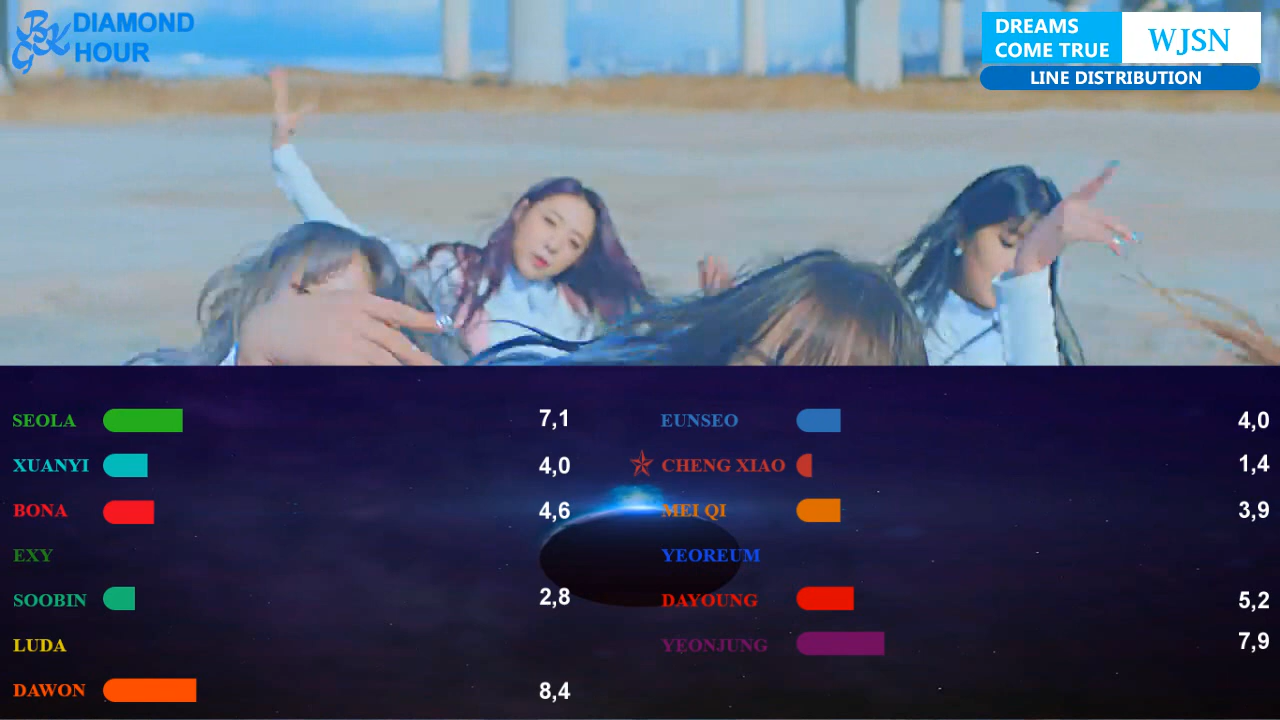 DIAMOND
HOUR
DREAMS
COME TRUE
WJSN
LINE DISTRIBUTION
SEOLA 7,1
XUANYI 4,0
BONA 4,6
EXY
SOOBIN 2,8
LUDA
DAWON 8,4
EUNSEO 4,0
CHENG XIAO 1,4
MEI QI 3,9
YEOREUM
DAYOUNG 5,2
YEONJUNG 7,9